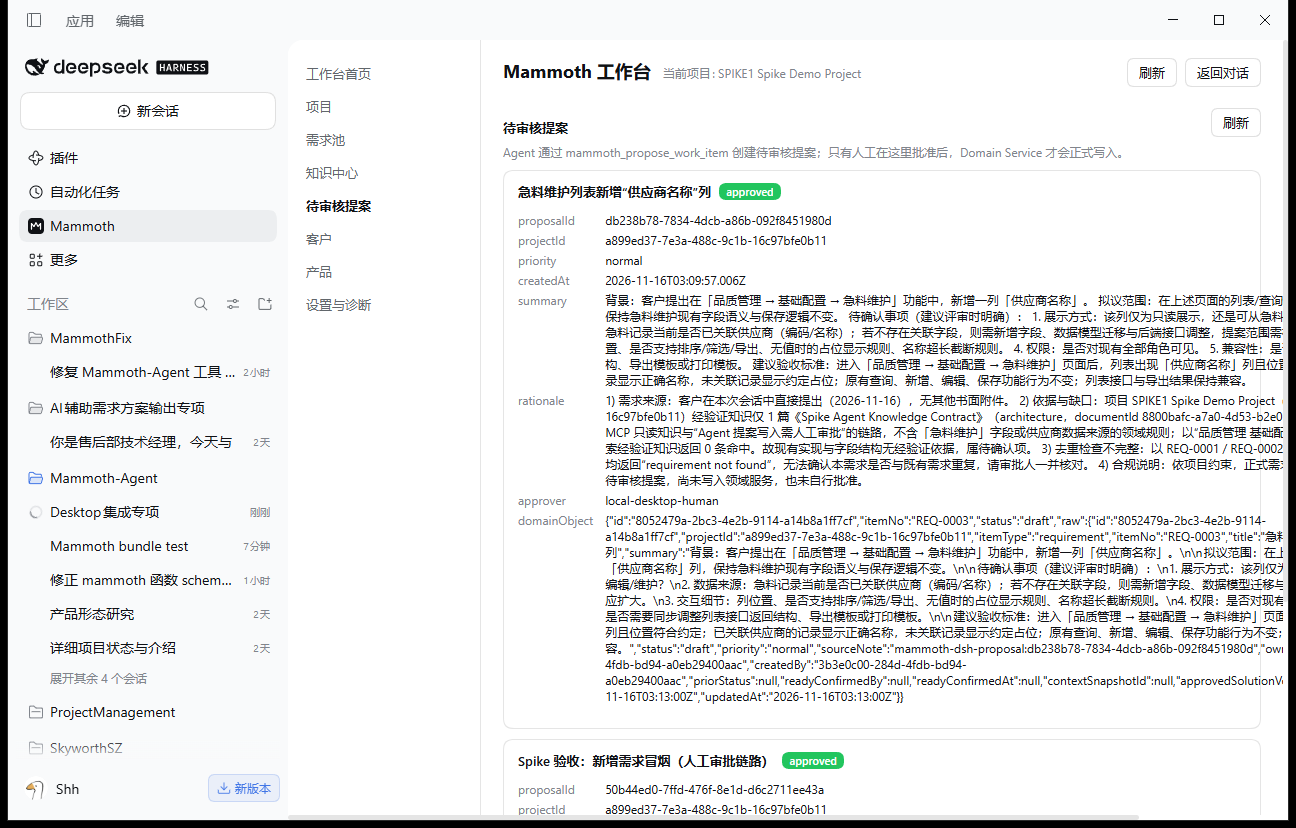 应用 编辑
deepseek HARNESS
新会话
插件
自动化任务
Mammoth
更多
工作区
MammothFix
修复 Mammoth-Agent 工具 ... 2小时
AI辅助需求方案输出专项
你是售后部技术经理，今天与 2天
Mammoth-Agent
Desktop集成专项 刚刚
Mammoth bundle test 7分钟
修正 mammoth 函数 schem... 1小时
产品形态研究 2天
详细项目状态与介绍 2天
展开其余 4 个会话
ProjectManagement
SkyworthSZ
Shh
新版本
工作台首页
项目
需求池
知识中心
待审核提案
客户
产品
设置与诊断
Mammoth 工作台 当前项目: SPIKE1 Spike Demo Project
刷新 返回对话
待审核提案
刷新
Agent 通过 mammoth_propose_work_item 创建待审核提案；只有人工在这里批准后，Domain Service 才会正式写入。
急料维护列表新增“供应商名称”列 approved
proposalId db238b78-7834-4dcb-a86b-092f8451980d
projectId a899ed37-7e3a-488c-9c1b-16c97bfe0b11
priority normal
createdAt 2026-11-16T03:09:57.006Z
summary 背景：客户提出在「品质管理 → 基础配置 → 急料维护」功能中，新增一列「供应商名称」。 拟议范围：在上述页面的列表/查询
保持急料维护现有字段语义与保存逻辑不变。 待确认事项（建议评审时明确）： 1. 展示方式：该列仅为只读展示，还是可从急料
急料记录当前是否已关联供应商（编码/名称）；若不存在关联字段，则需新增字段、数据模型迁移与后端接口调整，提案范围需
置、是否支持排序/筛选/导出、无值时的占位显示规则、名称超长截断规则。 4. 权限：是否对现有全部角色可见。 5. 兼容性：是
构、导出模板或打印模板。 建议验收标准：进入「品质管理 → 基础配置 → 急料维护」页面后，列表出现「供应商名称」列且位置
录显示正确名称，未关联记录显示约定占位；原有查询、新增、编辑、保存功能行为不变；列表接口与导出结果保持兼容。
rationale 1) 需求来源：客户在本次会话中直接提出（2026-11-16），无其他书面附件。 2) 依据与缺口：项目 SPIKE1 Spike Demo Project（
16c97bfe0b11）经验证知识仅 1 篇《Spike Agent Knowledge Contract》（architecture，documentId 8800bafc-a7a0-4d53-b2e0
MCP 只读知识与“Agent 提案写入需人工审批”的链路，不含「急料维护」字段或供应商数据来源的领域规则；以“品质管理 基础配
索经验证知识返回 0 条命中。故现有实现与字段结构无经验证依据，属待确认项。 3) 去重检查不完整：以 REQ-0001 / REQ-0002
均返回“requirement not found”，无法确认本需求是否与既有需求重复，请审批人一并核对。 4) 合规说明：依项目约束，正式需
待审核提案，尚未写入领域服务，也未自行批准。
approver local-desktop-human
domainObject {"id":"8052479a-2bc3-4e2b-9114-a14b8a1ff7cf","itemNo":"REQ-0003","status":"draft","raw":{"id":"8052479a-2bc3-4e2b-9114-
a14b8a1ff7cf","projectId":"a899ed37-7e3a-488c-9c1b-16c97bfe0b11","itemType":"requirement","itemNo":"REQ-0003","title":"急料
列","summary":"背景：客户提出在「品质管理 → 基础配置 → 急料维护」功能中，新增一列「供应商名称」。\n\n拟议范围：在上
「供应商名称」列，保持急料维护现有字段语义与保存逻辑不变。\n\n待确认事项（建议评审时明确）：\n1. 展示方式：该列仅为
编辑/维护？\n2. 数据来源：急料记录当前是否已关联供应商（编码/名称）；若不存在关联字段，则需新增字段、数据模型迁移与
应扩大。\n3. 交互细节：列位置、是否支持排序/筛选/导出、无值时的占位显示规则、名称超长截断规则。\n4. 权限：是否对现有
是否需要同步调整列表接口返回结构、导出模板或打印模板。\n\n建议验收标准：进入「品质管理 → 基础配置 → 急料维护」页面
列且位置符合约定；已关联供应商的记录显示正确名称，未关联记录显示约定占位；原有查询、新增、编辑、保存功能行为不变；
容。","status":"draft","priority":"normal","sourceNote":"mammoth-dsh-proposal:db238b78-7834-4dcb-a86b-092f8451980d","owr
4fdb-bd94-a0eb29400aac","createdBy":"3b3e0c00-284d-4fdb-bd94-
a0eb29400aac","priorStatus":null,"readyConfirmedBy":null,"readyConfirmedAt":null,"contextSnapshotId":null,"approvedSolutionVe
11-16T03:13:00Z","updatedAt":"2026-11-16T03:13:00Z"}}
Spike 验收：新增需求冒烟（人工审批链路） approved
proposalId 50b44ed0-7ffd-476f-8e1d-d6c2711ee43a
projectId a899ed37-7e3a-488c-9c1b-16c97bfe0b11